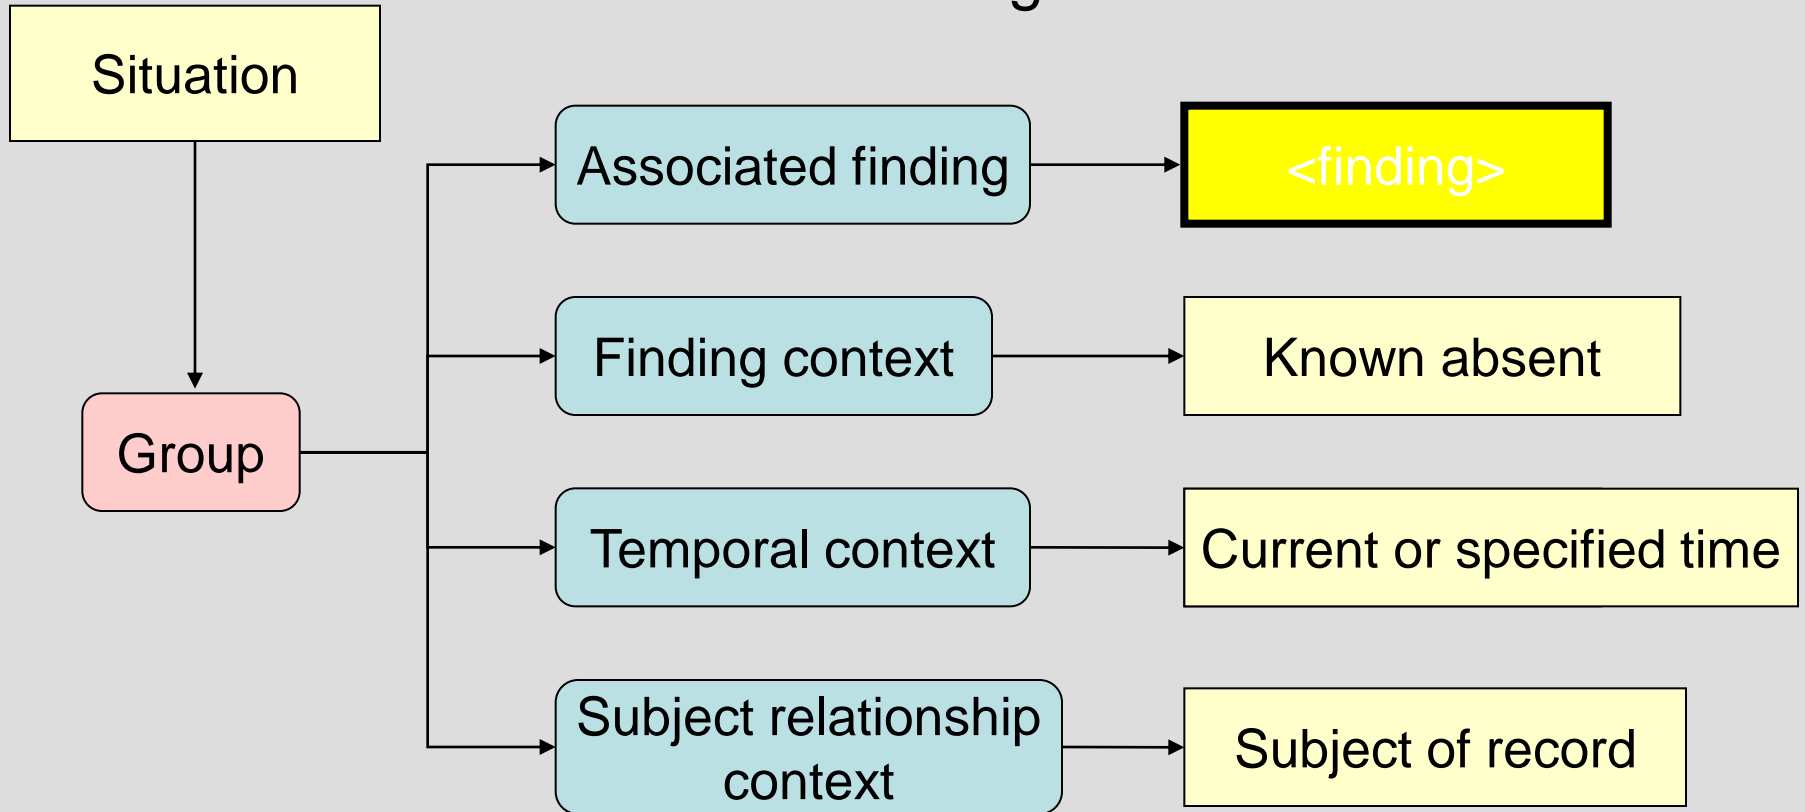 Situation
Associated finding
<finding>
Finding context
Known absent
Group
Temporal context
Current or specified time
Subject relationship
context
Subject of record